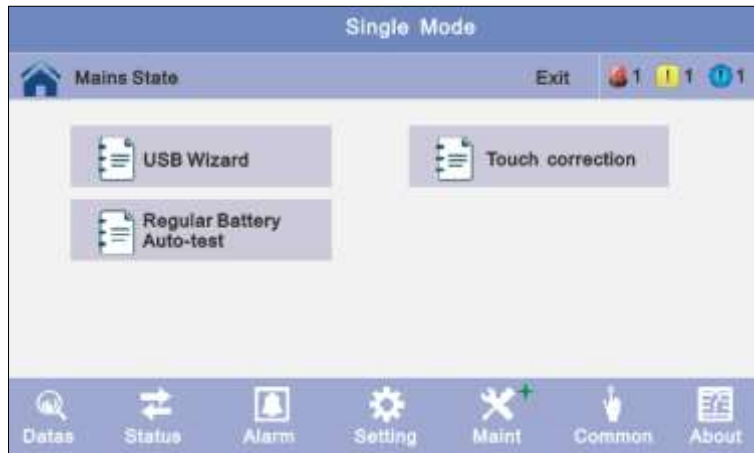 Single Mode
Mains State Exit 1 ! 1 ! 1
USB Wizard Touch correction
Regular Battery
Auto-test
Datas Status Alarm Setting Maint Common About